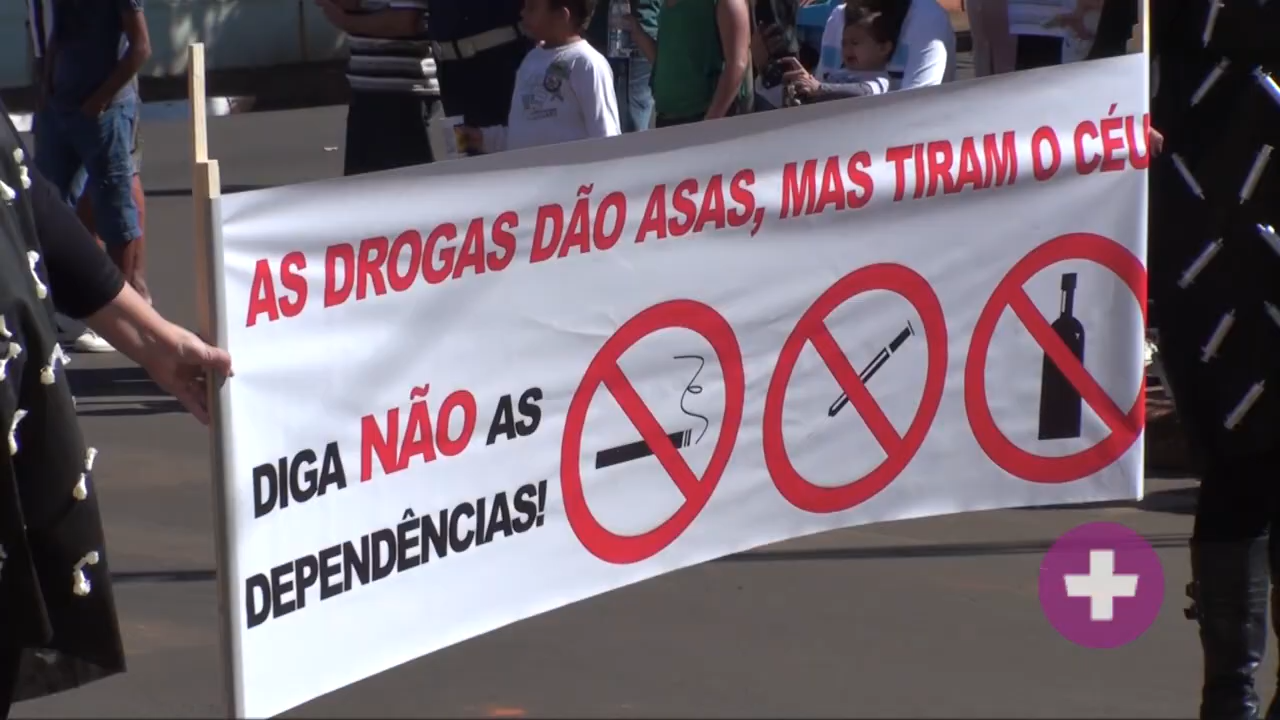 AS DROGAS DÃO ASAS, MAS TIRAM O CÉU
DIGA NÃO AS
DEPENDÊNCIAS!